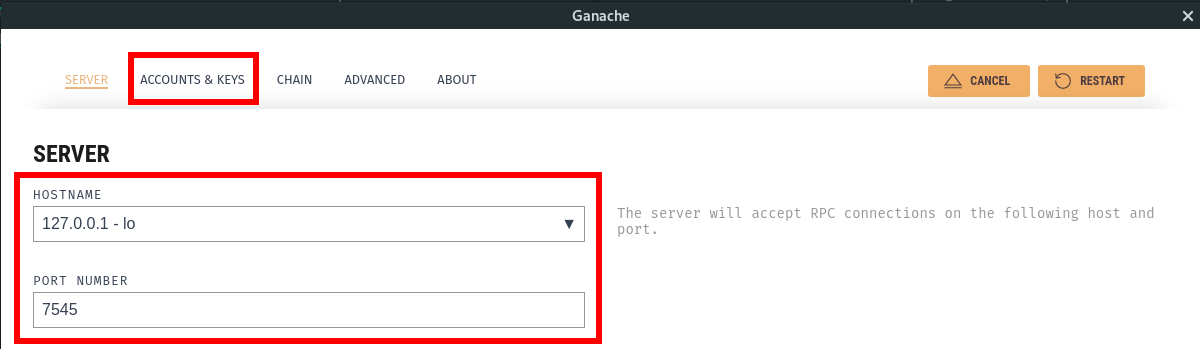 Ganache
SERVER ACCOUNTS & KEYS CHAIN ADVANCED ABOUT CANCEL RESTART
SERVER
HOSTNAME
127.0.0.1 - lo
The server will accept RPC connections on the following host and
port.
PORT NUMBER
7545